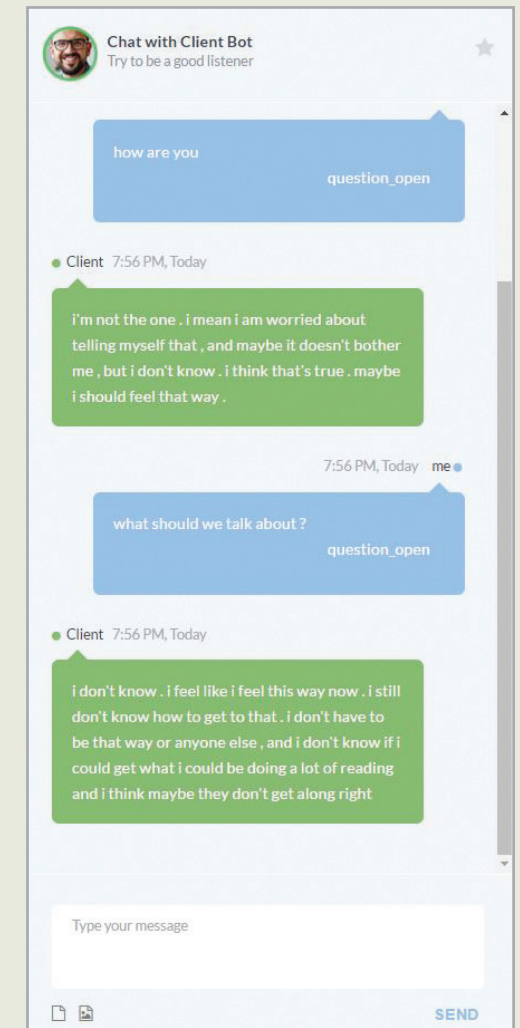 Chat with Client Bot
Try to be a good listener
how are you
question_open
Client 7:56 PM, Today
i'm not the one . i mean i am worried about
telling myself that , and maybe it doesn't bother
me , but i don't know . i think that's true . maybe
i should feel that way .
7:56 PM, Today me
what should we talk about ?
question_open
Client 7:56 PM, Today
i don't know . i feel like i feel this way now . i still
don't know how to get to that . i don't have to
be that way or anyone else , and i don't know if i
could get what i could be doing a lot of reading
and i think maybe they don't get along right
Type your message
SEND